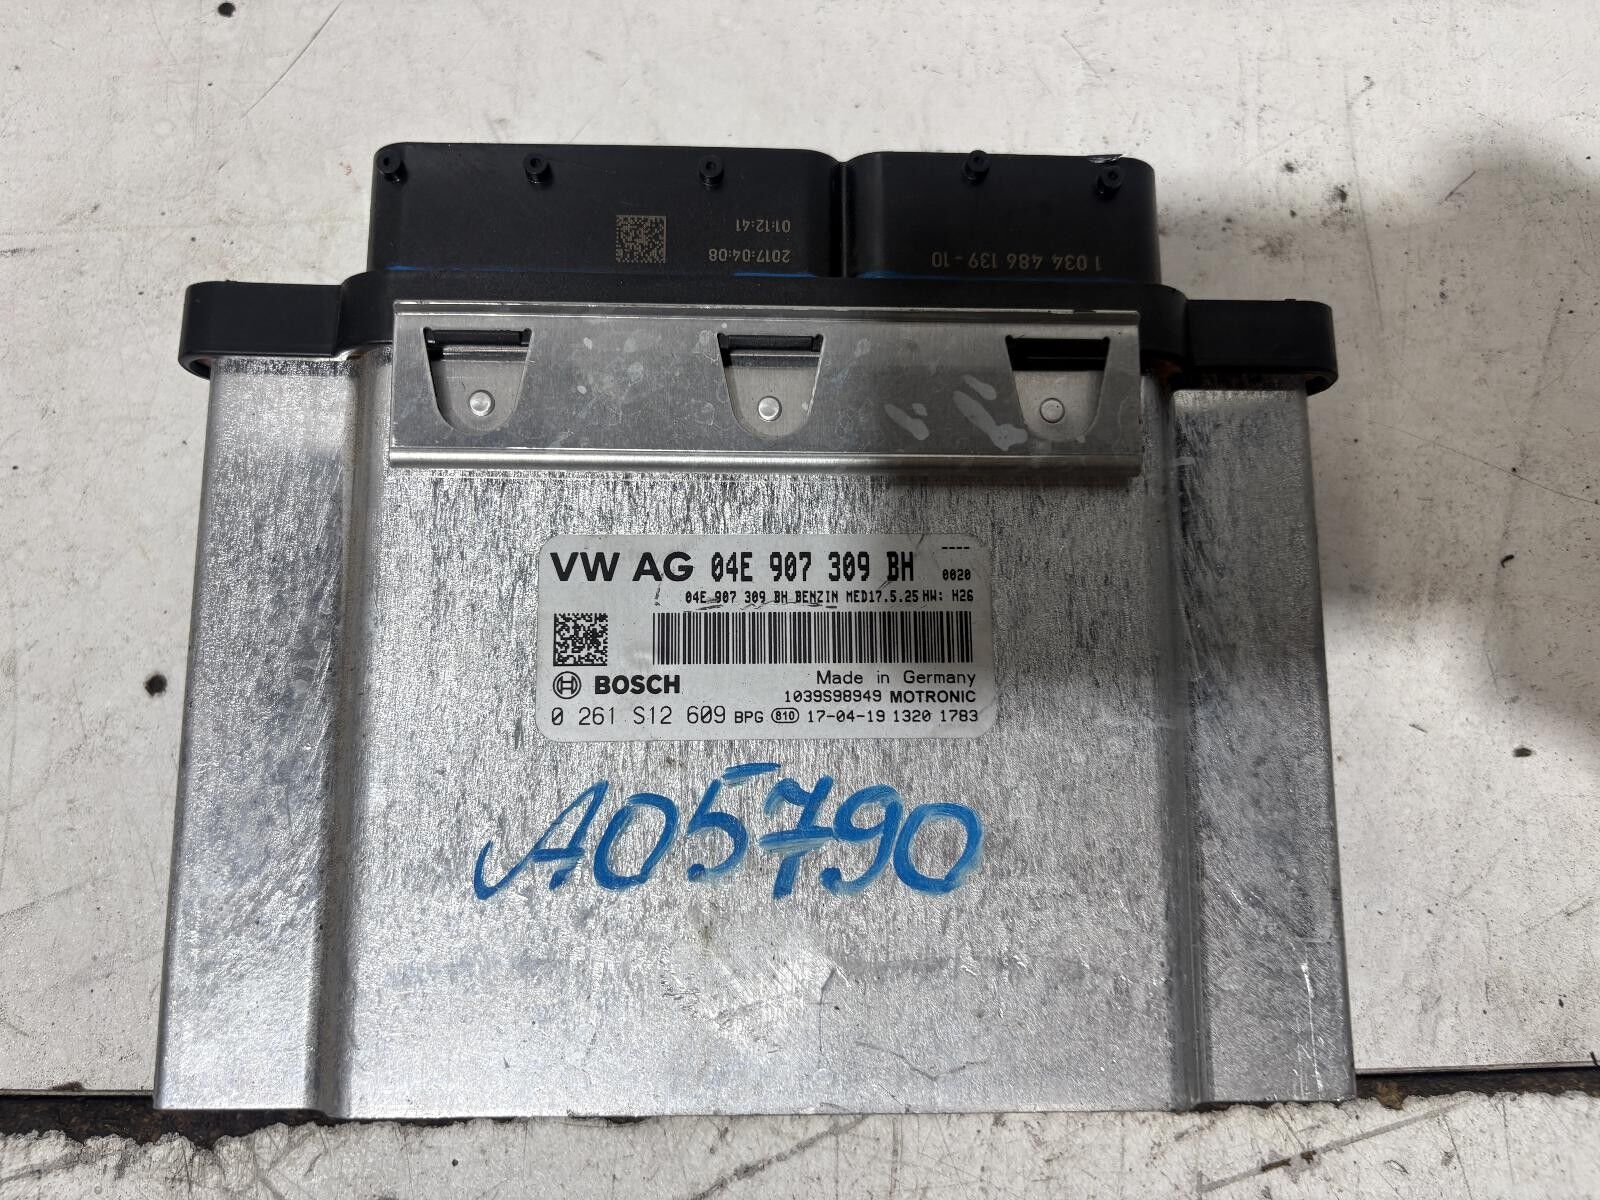 01:12:41
2017:04:08
1 034 486 139-10
VW AG 04E 907 309 BH ----
0020
04E 907 309 BH BENZIN MED17.5.25 HW: H26
Made in Germany
BOSCH
1039S98949 MOTRONIC
0 261 S12 609 BPG 810 17-04-19 1320 1783
A05790